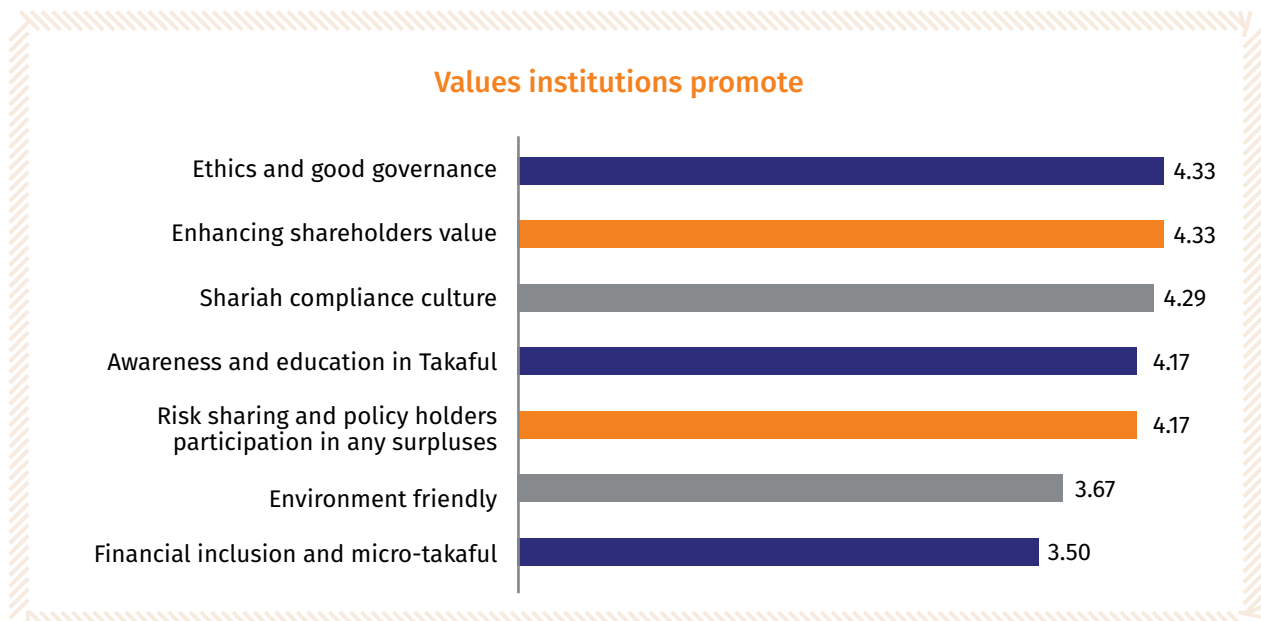 Values institutions promote
Ethics and good governance 4.33
Enhancing shareholders value 4.33
Shariah compliance culture 4.29
Awareness and education in Takaful 4.17
Risk sharing and policy holders
participation in any surpluses 4.17
Environment friendly 3.67
Financial inclusion and micro-takaful 3.50